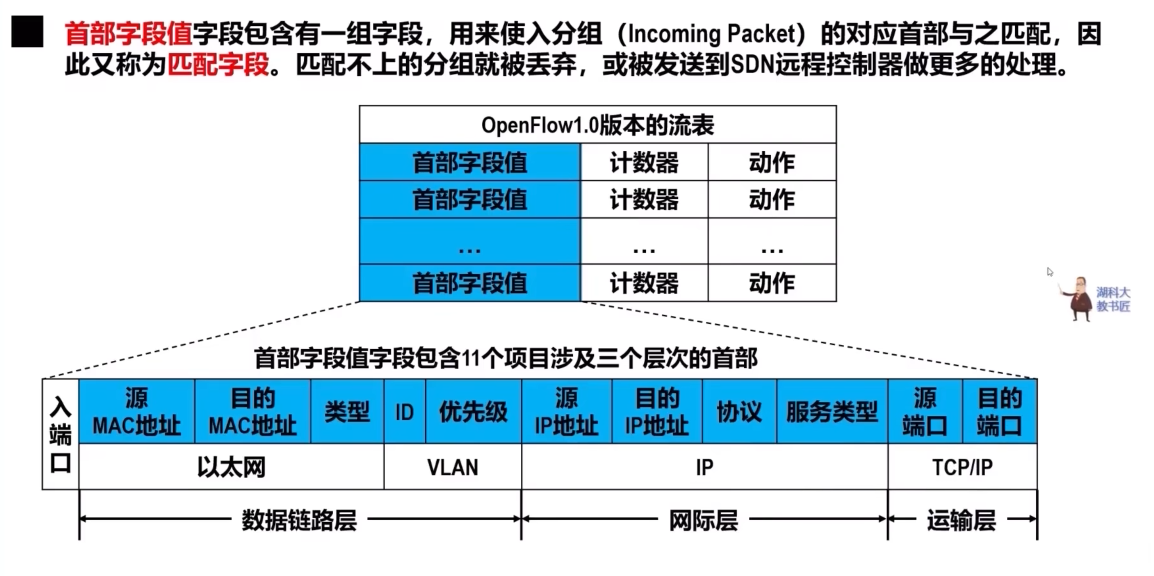 首部字段值字段包含有一组字段，用来使入分组（Incoming Packet）的对应首部与之匹配，因
此又称为匹配字段。匹配不上的分组就被丢弃，或被发送到SDN远程控制器做更多的处理。
OpenFlow1.0版本的流表
首部字段值 计数器 动作
首部字段值 计数器 动作
… … …
首部字段值 计数器 动作
湖科大
教书匠
首部字段值字段包含11个项目涉及三个层次的首部
入端口
源MAC地址 目的MAC地址 类型 ID 优先级 源IP地址 目的IP地址 协议 服务类型 源端口 目的端口
以太网 VLAN IP TCP/IP
数据链路层 网际层 运输层